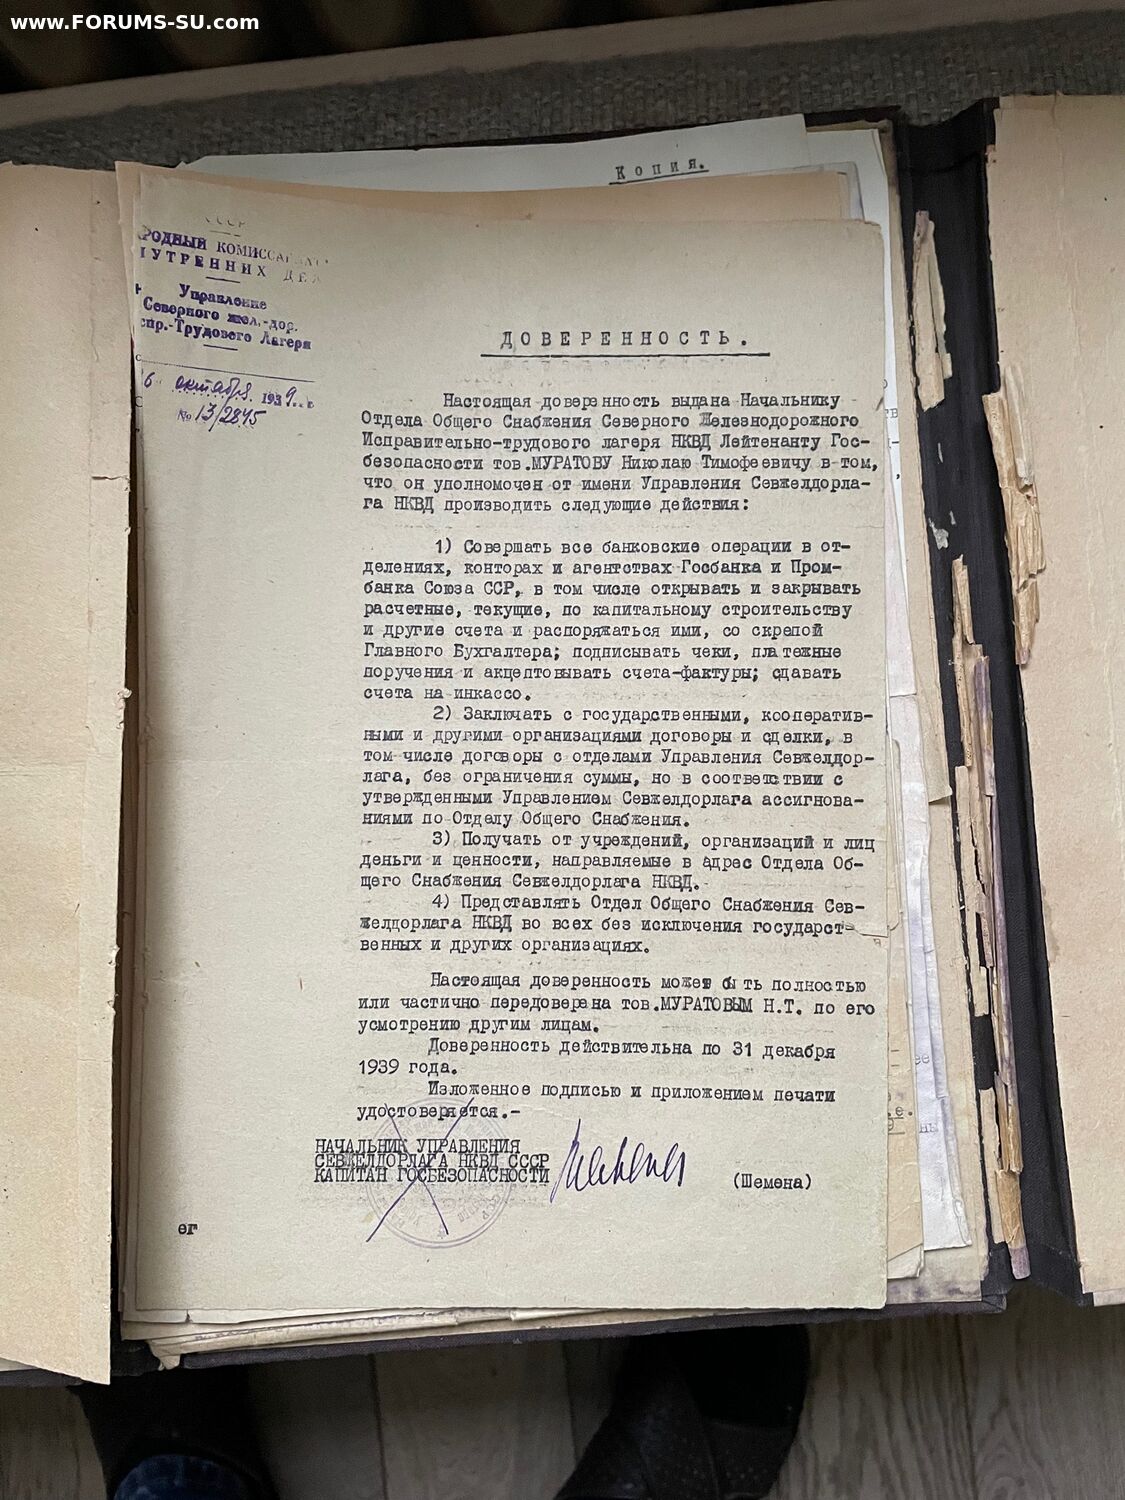 www.FORUMS-SU.com
Копия.
СССР
РОДНЫЙ КОМИССАРИАТ
УТРЕННИХ ДЕЛ
Управление
Северного жел.-дор.
спр.-Трудового Лагеря
6 октября 1939 г.
№ 13/2845
ДОВЕРЕННОСТЬ.
Настоящая доверенность выдана Начальнику
Отдела Общего Снабжения Северного Железнодорожного
Исправительно-трудового лагеря НКВД Лейтенанту Гос-
безопасности тов.МУРАТОВУ Николаю Тимофеевичу в том,
что он уполномочен от имени Управления Севжелдорла-
га НКВД производить следующие действия:
1) Совершать все банковские операции в от-
делениях, конторах и агентствах Госбанка и Пром-
банка Союза ССР, в том числе открывать и закрывать
расчетные, текущие, по капитальному строительству
и другие счета и распоряжаться ими, со скрепой
Главного Бухгалтера; подписывать чеки, платежные
поручения и акцептовывать счета-фактуры; сдавать
счета на инкассо.
2) Заключать с государственными, кооператив-
ными и другими организациями договоры и сделки, в
том числе договоры с отделами Управления Севжелдор-
лага, без ограничения суммы, но в соответствии с
утвержденными Управлением Севжелдорлага ассигнова-
ниями по Отделу Общего Снабжения.
3) Получать от учреждений, организаций и лиц
деньги и ценности, направляемые в адрес Отдела Об-
щего Снабжения Севжелдорлага НКВД.
4) Представлять Отдел Общего Снабжения Сев-
желдорлага НКВД во всех без исключения государст-
венных и других организациях.
Настоящая доверенность может быть полностью
или частично передоверена тов.МУРАТОВЫМ Н.Т. по его
усмотрению другим лицам.
Доверенность действительна по 31 декабря
1939 года.
Изложенное подписью и приложением печати
удостоверяется.-
НАЧАЛЬНИК УПРАВЛЕНИЯ
СЕВЖЕЛДОРЛАГА НКВД СССР
КАПИТАН ГОСБЕЗОПАСНОСТИ
(Шемена)
ег